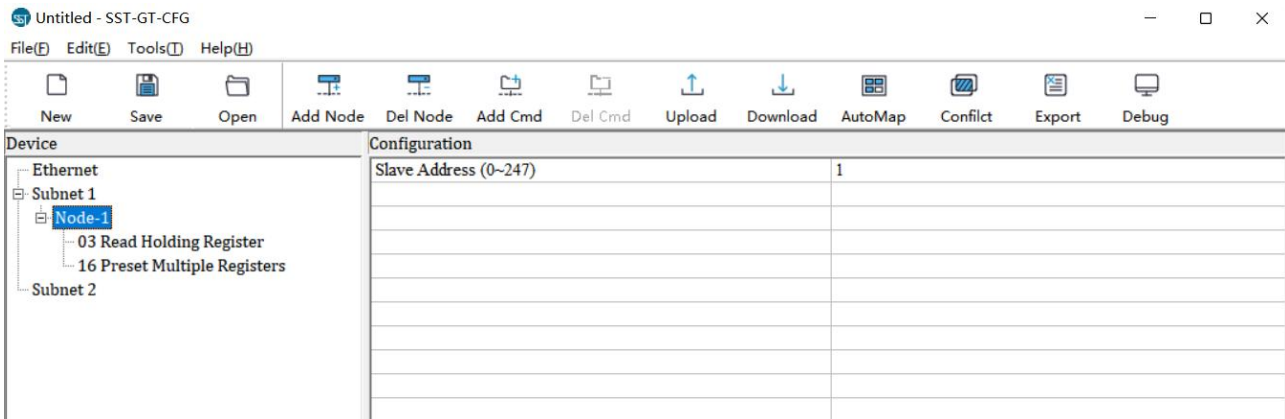 SST Untitled - SST-GT-CFG
File(F) Edit(E) Tools(T) Help(H)
New Save Open Add Node Del Node Add Cmd Del Cmd Upload Download AutoMap Confilct Export Debug
Device Configuration
Ethernet Slave Address (0~247) 1
Subnet 1
Node-1
03 Read Holding Register
16 Preset Multiple Registers
Subnet 2